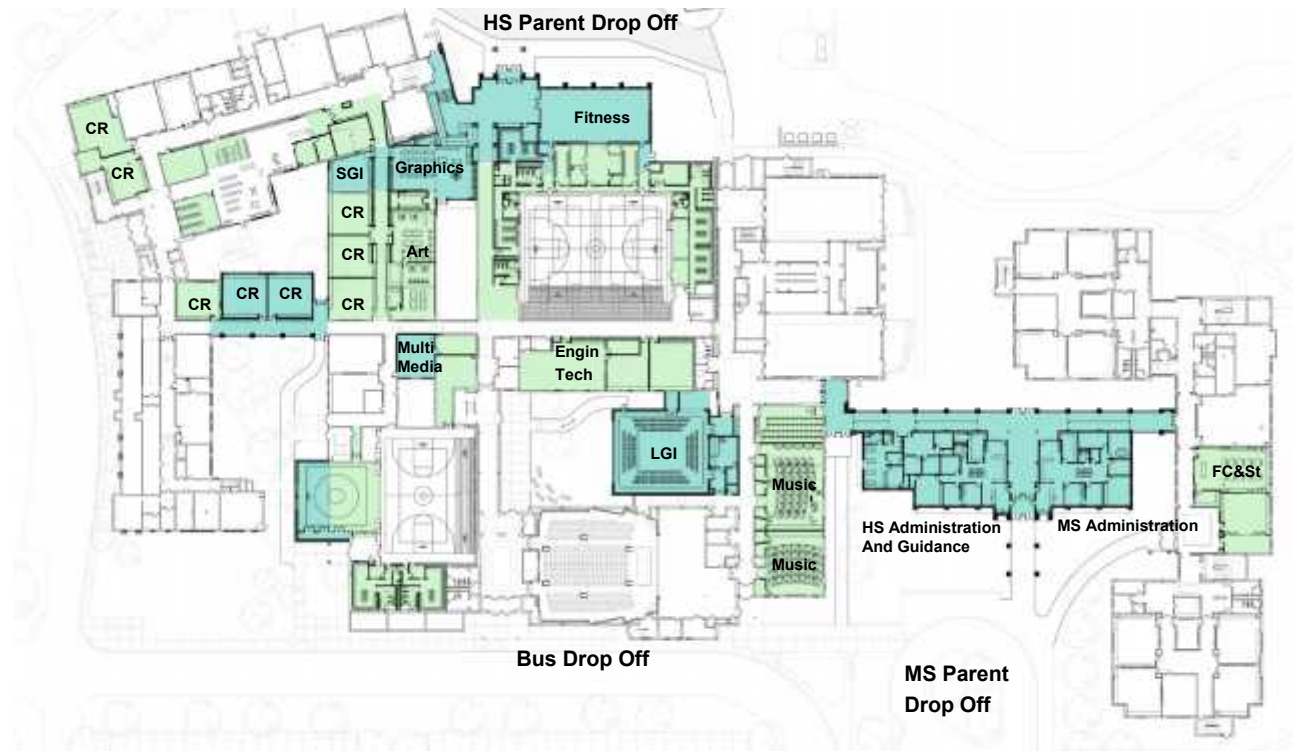 HS Parent Drop Off
Fitness
CR
CR
SGI
Graphics
CR
Art
CR
CR
CR
CR
CR
Multi
Media
Engin
Tech
LGI
Music
FC&St
HS Administration
And Guidance
MS Administration
Music
Bus Drop Off
MS Parent
Drop Off